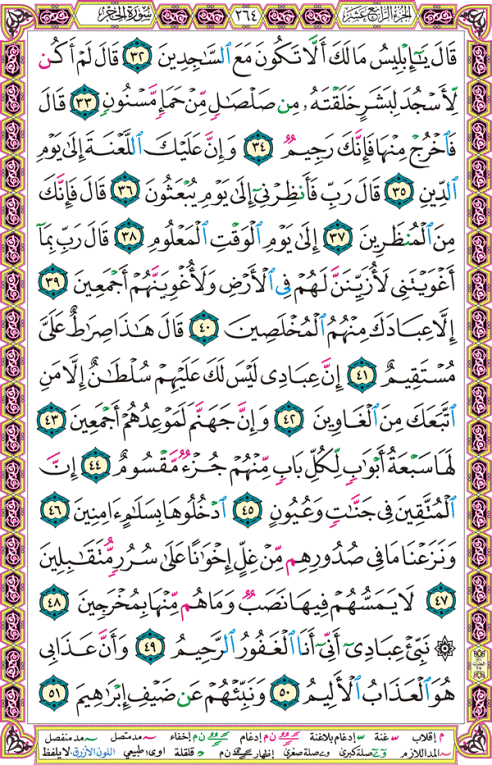 الجزء الرابع عشر ٢٦٤ سورة الحجر
قَالَ يَـٰٓإِبْلِيسُ مَا لَكَ أَلَّا تَكُونَ مَعَ ٱلسَّـٰجِدِينَ ٣٢ قَالَ لَمْ أَكُن
لِّأَسْجُدَ لِبَشَرٍ خَلَقْتَهُۥ مِن صَلْصَـٰلٍ مِّنْ حَمَإٍ مَّسْنُونٍ ٣٣ قَالَ
فَٱخْرُجْ مِنْهَا فَإِنَّكَ رَجِيمٌ ٣٤ وَإِنَّ عَلَيْكَ ٱللَّعْنَةَ إِلَىٰ يَوْمِ
ٱلدِّينِ ٣٥ قَالَ رَبِّ فَأَنظِرْنِىٓ إِلَىٰ يَوْمِ يُبْعَثُونَ ٣٦ قَالَ فَإِنَّكَ
مِنَ ٱلْمُنظَرِينَ ٣٧ إِلَىٰ يَوْمِ ٱلْوَقْتِ ٱلْمَعْلُومِ ٣٨ قَالَ رَبِّ بِمَآ
أَغْوَيْتَنِى لَأُزَيِّنَنَّ لَهُمْ فِى ٱلْأَرْضِ وَلَأُغْوِيَنَّهُمْ أَجْمَعِينَ ٣٩
إِلَّا عِبَادَكَ مِنْهُمُ ٱلْمُخْلَصِينَ ٤٠ قَالَ هَـٰذَا صِرَٰطٌ عَلَىَّ
مُسْتَقِيمٌ ٤١ إِنَّ عِبَادِى لَيْسَ لَكَ عَلَيْهِمْ سُلْطَـٰنٌ إِلَّا مَنِ
ٱتَّبَعَكَ مِنَ ٱلْغَاوِينَ ٤٢ وَإِنَّ جَهَنَّمَ لَمَوْعِدُهُمْ أَجْمَعِينَ ٤٣
لَهَا سَبْعَةُ أَبْوَٰبٍ لِّكُلِّ بَابٍ مِّنْهُمْ جُزْءٌ مَّقْسُومٌ ٤٤ إِنَّ
ٱلْمُتَّقِينَ فِى جَنَّـٰتٍ وَعُيُونٍ ٤٥ ٱدْخُلُوهَا بِسَلَـٰمٍ ءَامِنِينَ ٤٦
وَنَزَعْنَا مَا فِى صُدُورِهِم مِّنْ غِلٍّ إِخْوَٰنًا عَلَىٰ سُرُرٍ مُّتَقَـٰبِلِينَ
٤٧ لَا يَمَسُّهُمْ فِيهَا نَصَبٌ وَمَا هُم مِّنْهَا بِمُخْرَجِينَ ٤٨
۞ نَبِّئْ عِبَادِىٓ أَنِّىٓ أَنَا ٱلْغَفُورُ ٱلرَّحِيمُ ٤٩ وَأَنَّ عَذَابِى
هُوَ ٱلْعَذَابُ ٱلْأَلِيمُ ٥٠ وَنَبِّئْهُمْ عَن ضَيْفِ إِبْرَٰهِيمَ ٥١
م إقلاب ـّ غنة إدغام بلاغنة ن م إدغام ن م إخفاء مد متصل مد منفصل
المد اللازم صلة كبرى وصلة صغرى إظهار ن م قلقلة اوى: طبيعي اللون الأزرق: لا يلفظ